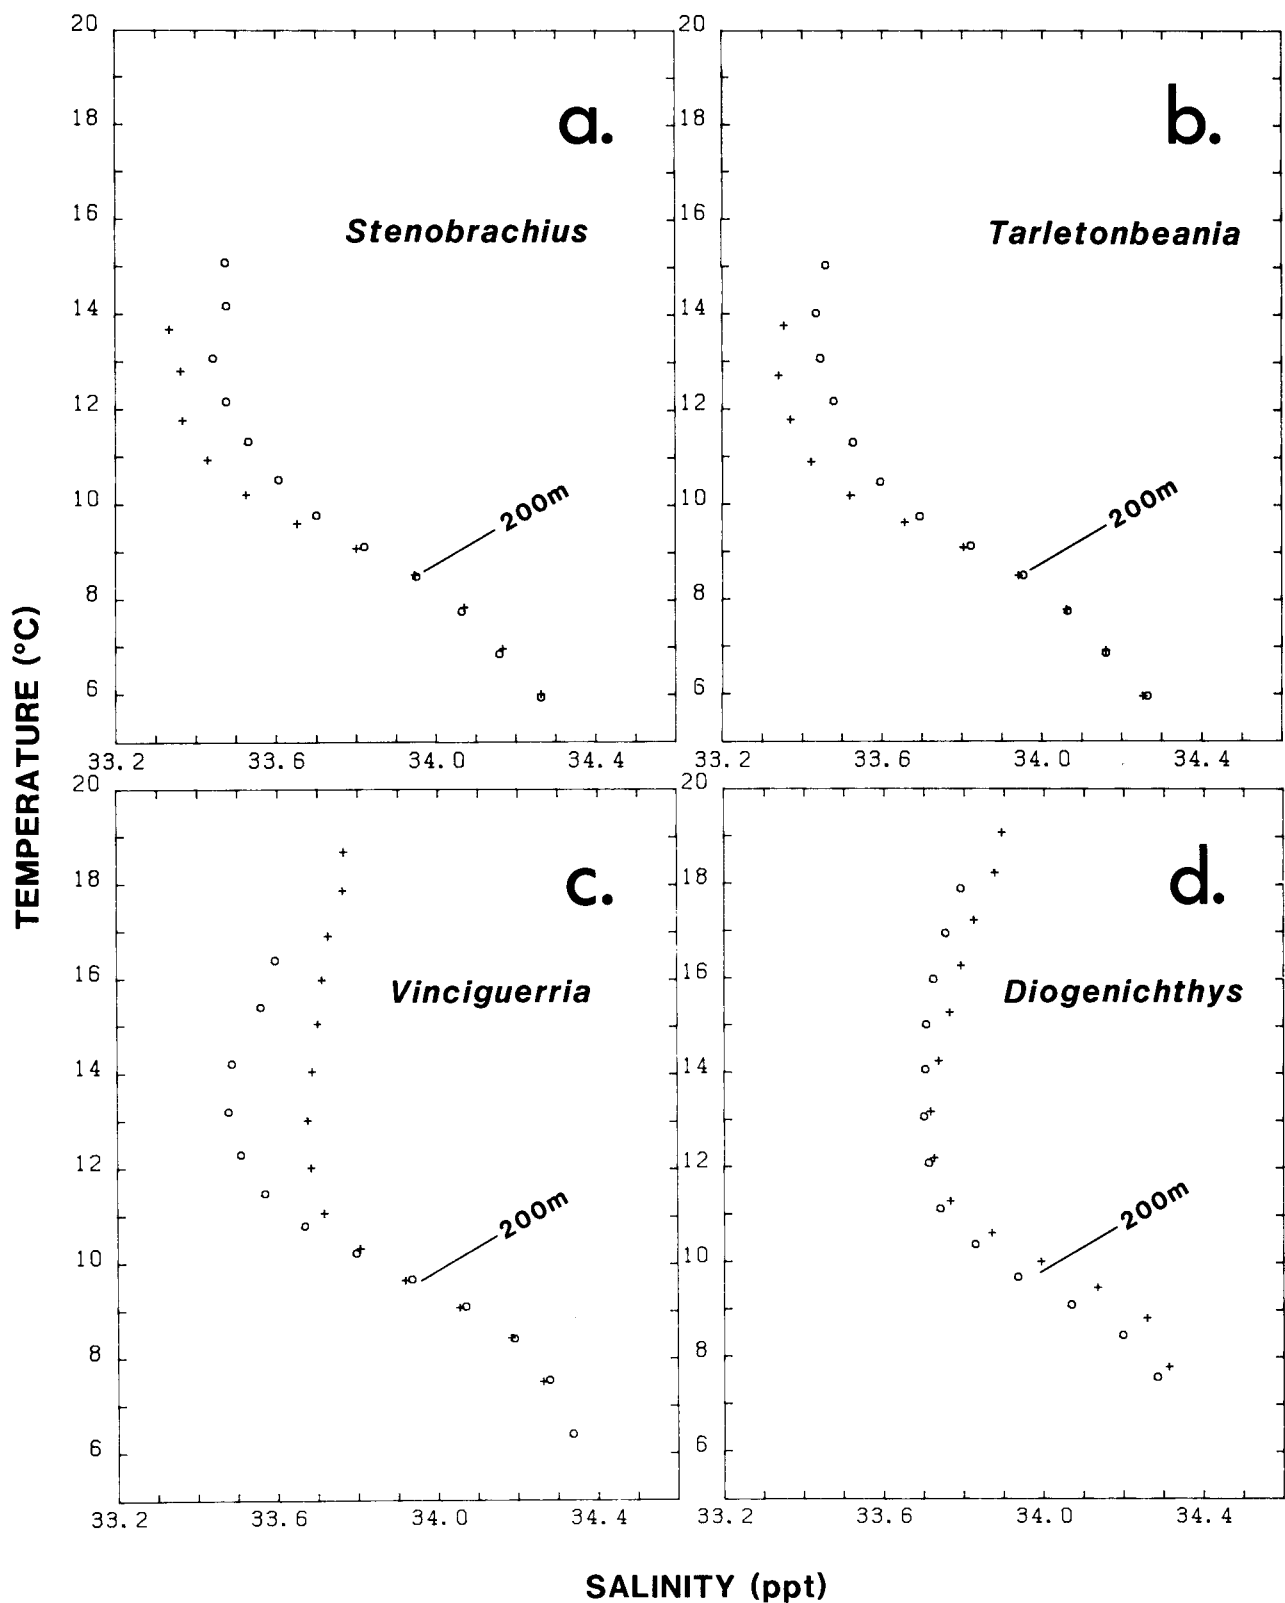 20
18
16
14
12
10
8
6
a.
Stenobrachius
200m
33.2 33.6 34.0 34.4
20
18
16
14
12
10
8
6
b.
Tarletonbeania
200m
33.2 33.6 34.0 34.4
TEMPERATURE (°C)
20
18
16
14
12
10
8
6
c.
Vinciguerria
200m
33.2 33.6 34.0 34.4
20
18
16
14
12
10
8
6
d.
Diogenichthys
200m
33.2 33.6 34.0 34.4
SALINITY (ppt)